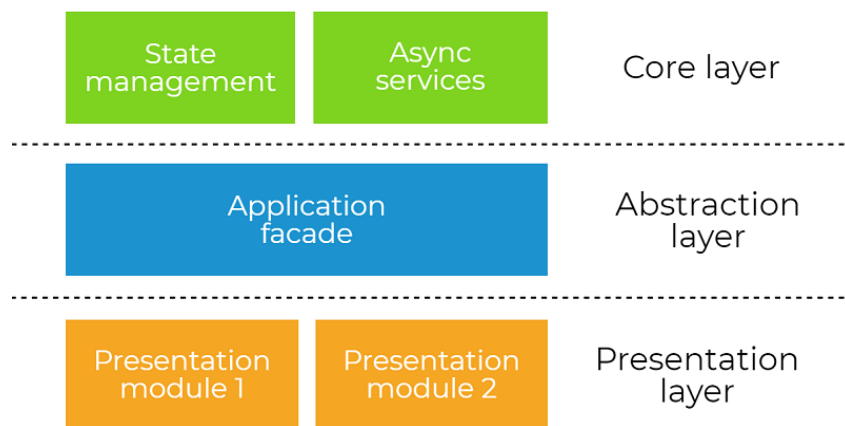 State
management
Async
services
Core layer
Application
facade
Abstraction
layer
Presentation
module 1
Presentation
module 2
Presentation
layer